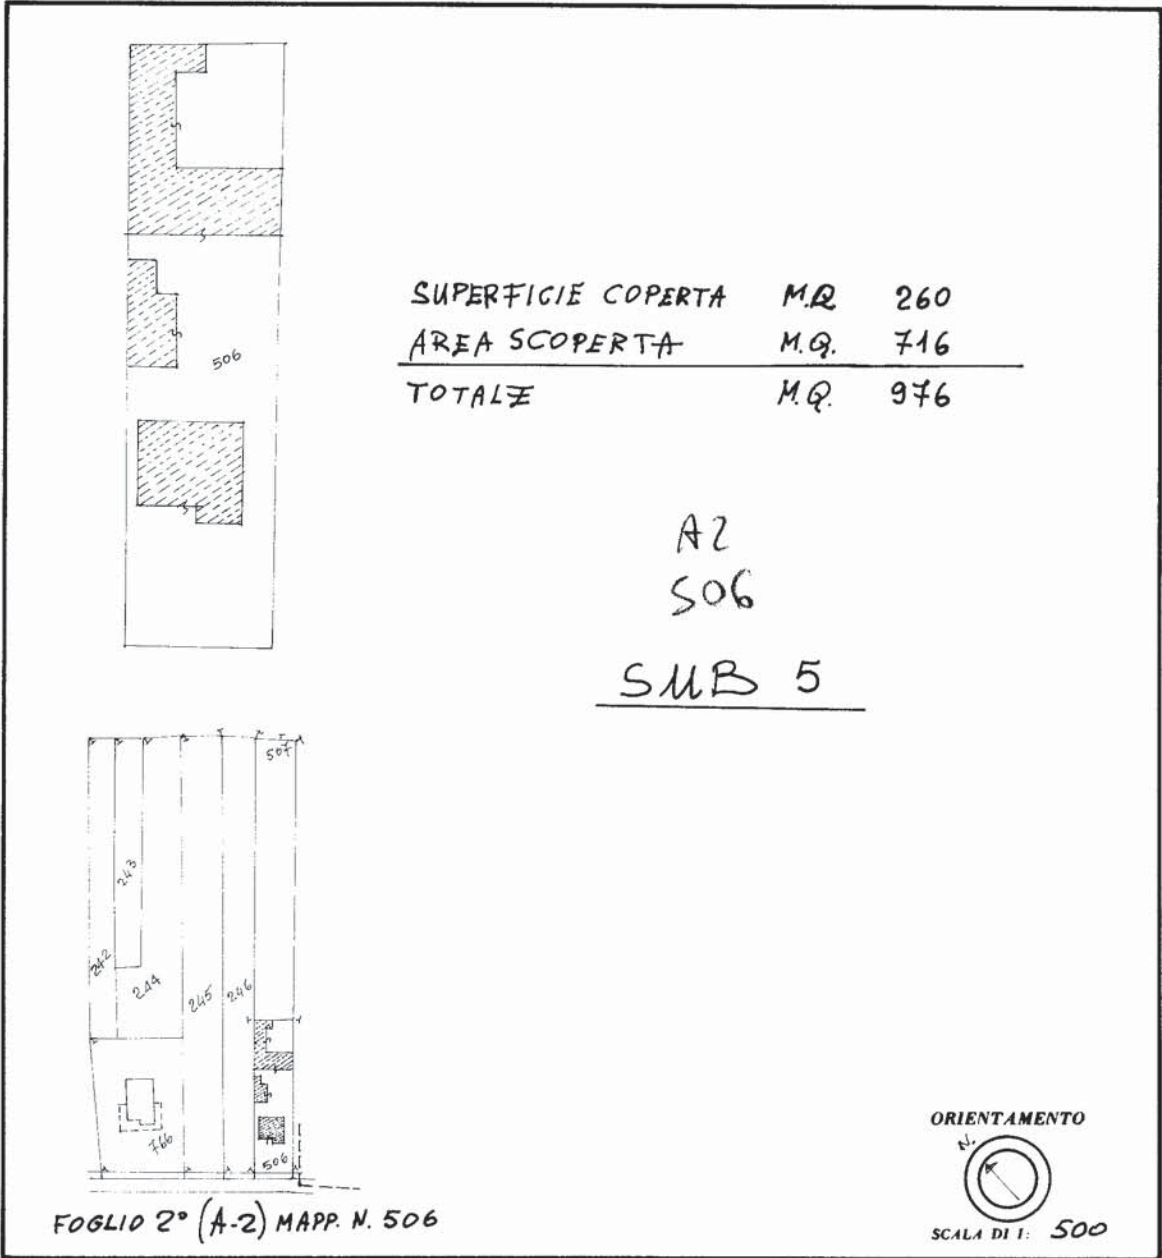 506
SUPERFICIE COPERTA M.Q. 260
AREA SCOPERTA M.Q. 716
TOTALE M.Q. 976
A2
506
SUB 5
507
243
242
244
245
246
766
506
FOGLIO 2° (A-2) MAPP. N. 506
ORIENTAMENTO
N.
SCALA DI 1: 500